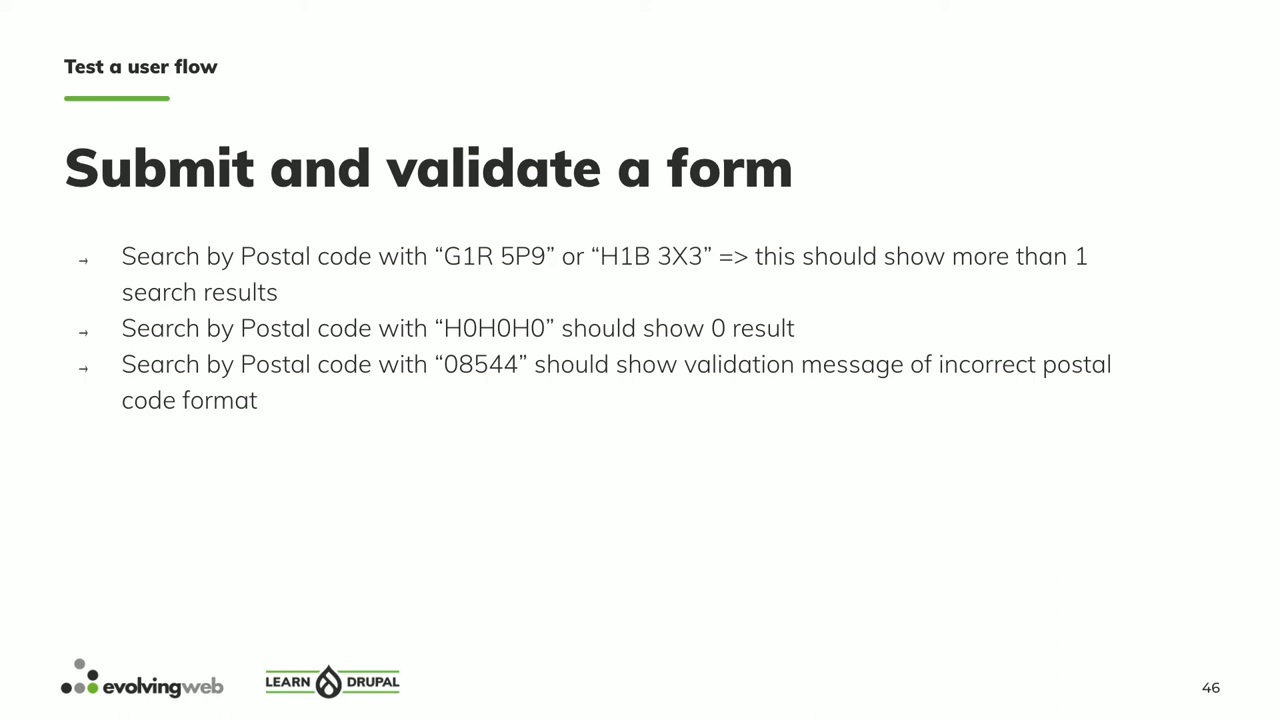 Test a user flow
Submit and validate a form
→ Search by Postal code with “G1R 5P9” or “H1B 3X3” => this should show more than 1
search results
→ Search by Postal code with “H0H0H0” should show 0 result
→ Search by Postal code with “08544” should show validation message of incorrect postal
code format
evolvingweb
LEARN DRUPAL
46